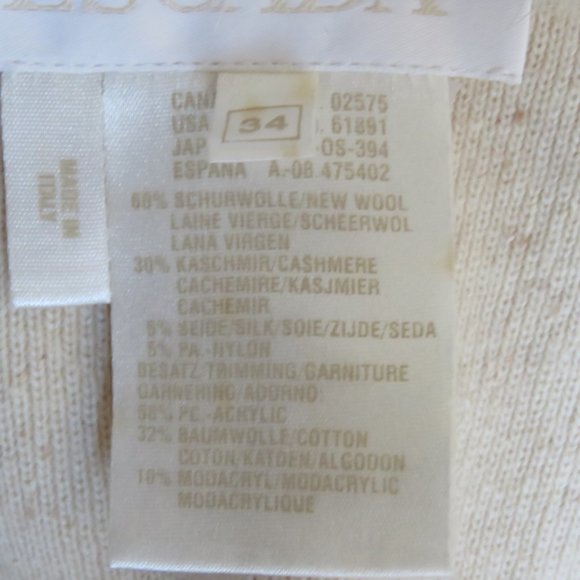 ESCADA
MADE IN
ITALY
34
CAN 02575
USA 61891
JAP -OS-394
ESPANA A.-08.475402
60% SCHURWOLLE/NEW WOOL
LAINE VIERGE/SCHEERWOL
LANA VIRGEN
30% KASCHMIR/CASHMERE
CACHEMIRE/KASJMIER
CACHEMIR
5% SEIDE/SILK/SOIE/ZIJDE/SEDA
5% PA.-NYLON
BESATZ/TRIMMING/GARNITURE
GARNERING/ADORNO
58% PC.-ACRYLIC
32% BAUMWOLLE/COTTON
COTON/KATOEN/ALGODON
10% MODACRYL/MODACRYLIC
MODACRYLIQUE